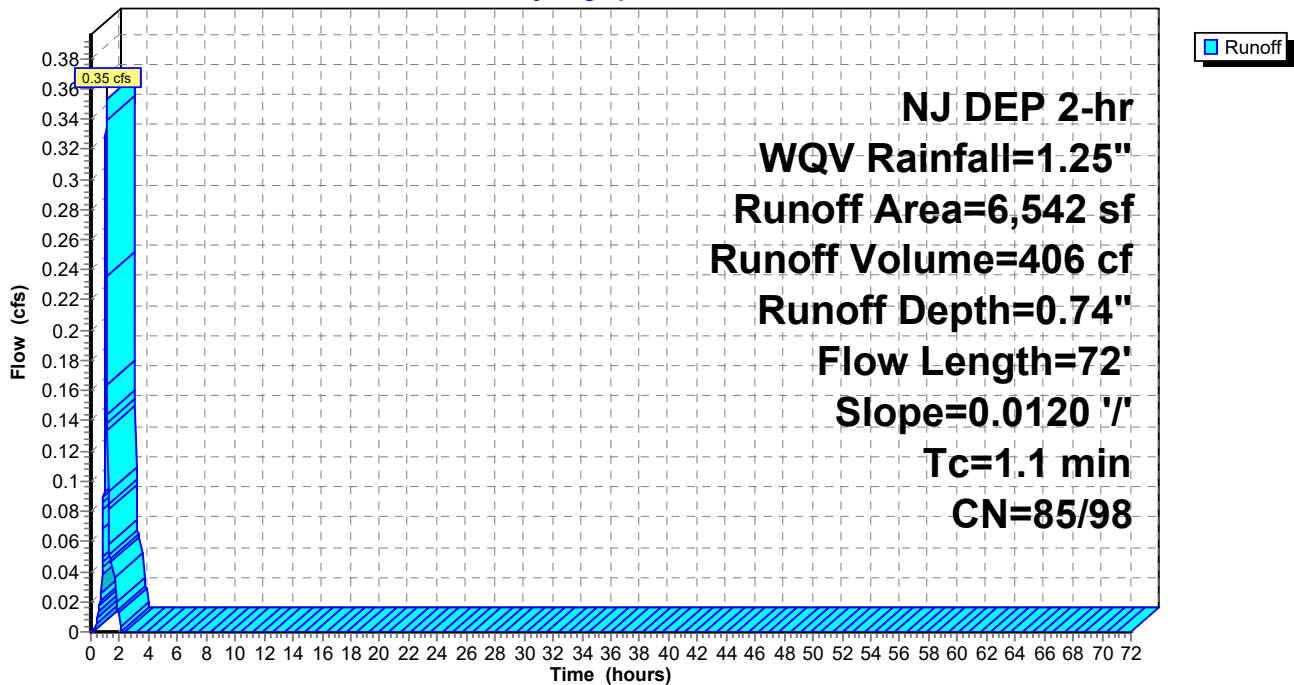 Runoff
0.38
0.36
0.34
0.32
0.3
0.28
0.26
0.24
0.22
0.2
0.18
0.16
0.14
0.12
0.1
0.08
0.06
0.04
0.02
0
0.35 cfs
Flow (cfs)
NJ DEP 2-hr
WQV Rainfall=1.25"
Runoff Area=6,542 sf
Runoff Volume=406 cf
Runoff Depth=0.74"
Flow Length=72'
Slope=0.0120 '/'
Tc=1.1 min
CN=85/98
0 2 4 6 8 10 12 14 16 18 20 22 24 26 28 30 32 34 36 38 40 42 44 46 48 50 52 54 56 58 60 62 64 66 68 70 72
Time (hours)